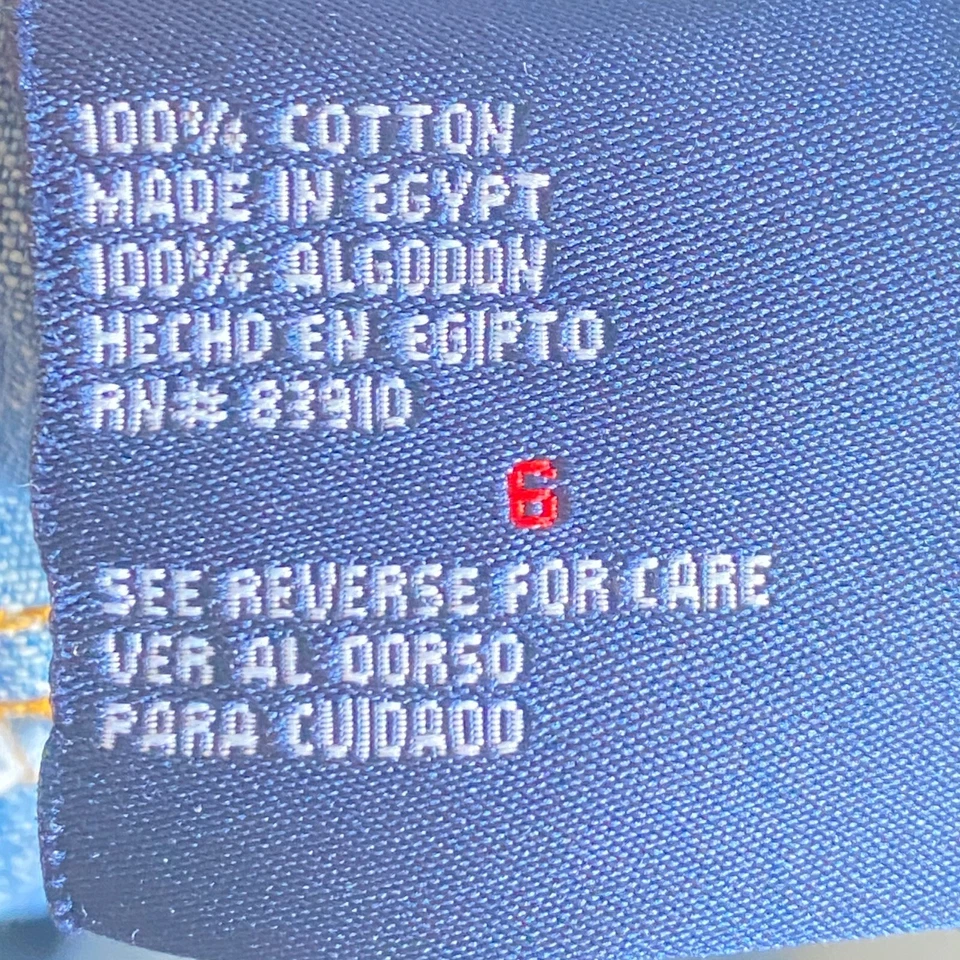 100% COTTON
MADE IN EGYPT
100% ALGODON
HECHO EN EGIPTO
RN# 83910
6
SEE REVERSE FOR CARE
VER AL DORSO
PARA CUIDADO